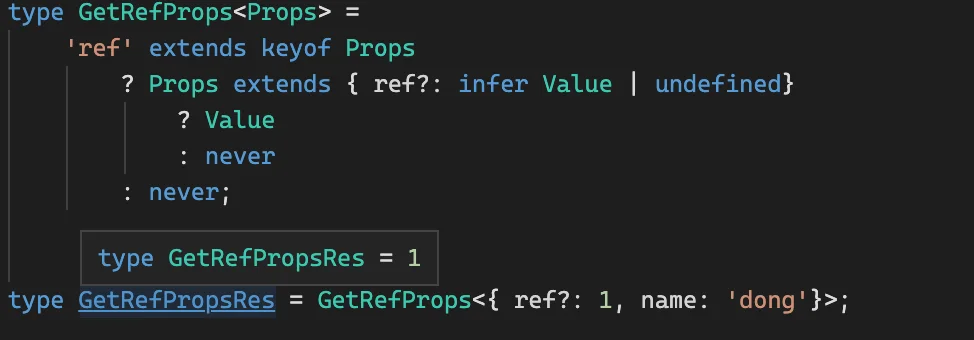 type GetRefProps<Props> =
    'ref' extends keyof Props
        ? Props extends { ref?: infer Value | undefined}
            ? Value
            : never
        : never;
type GetRefPropsRes = 1
type GetRefPropsRes = GetRefProps<{ ref?: 1, name: 'dong'}>;